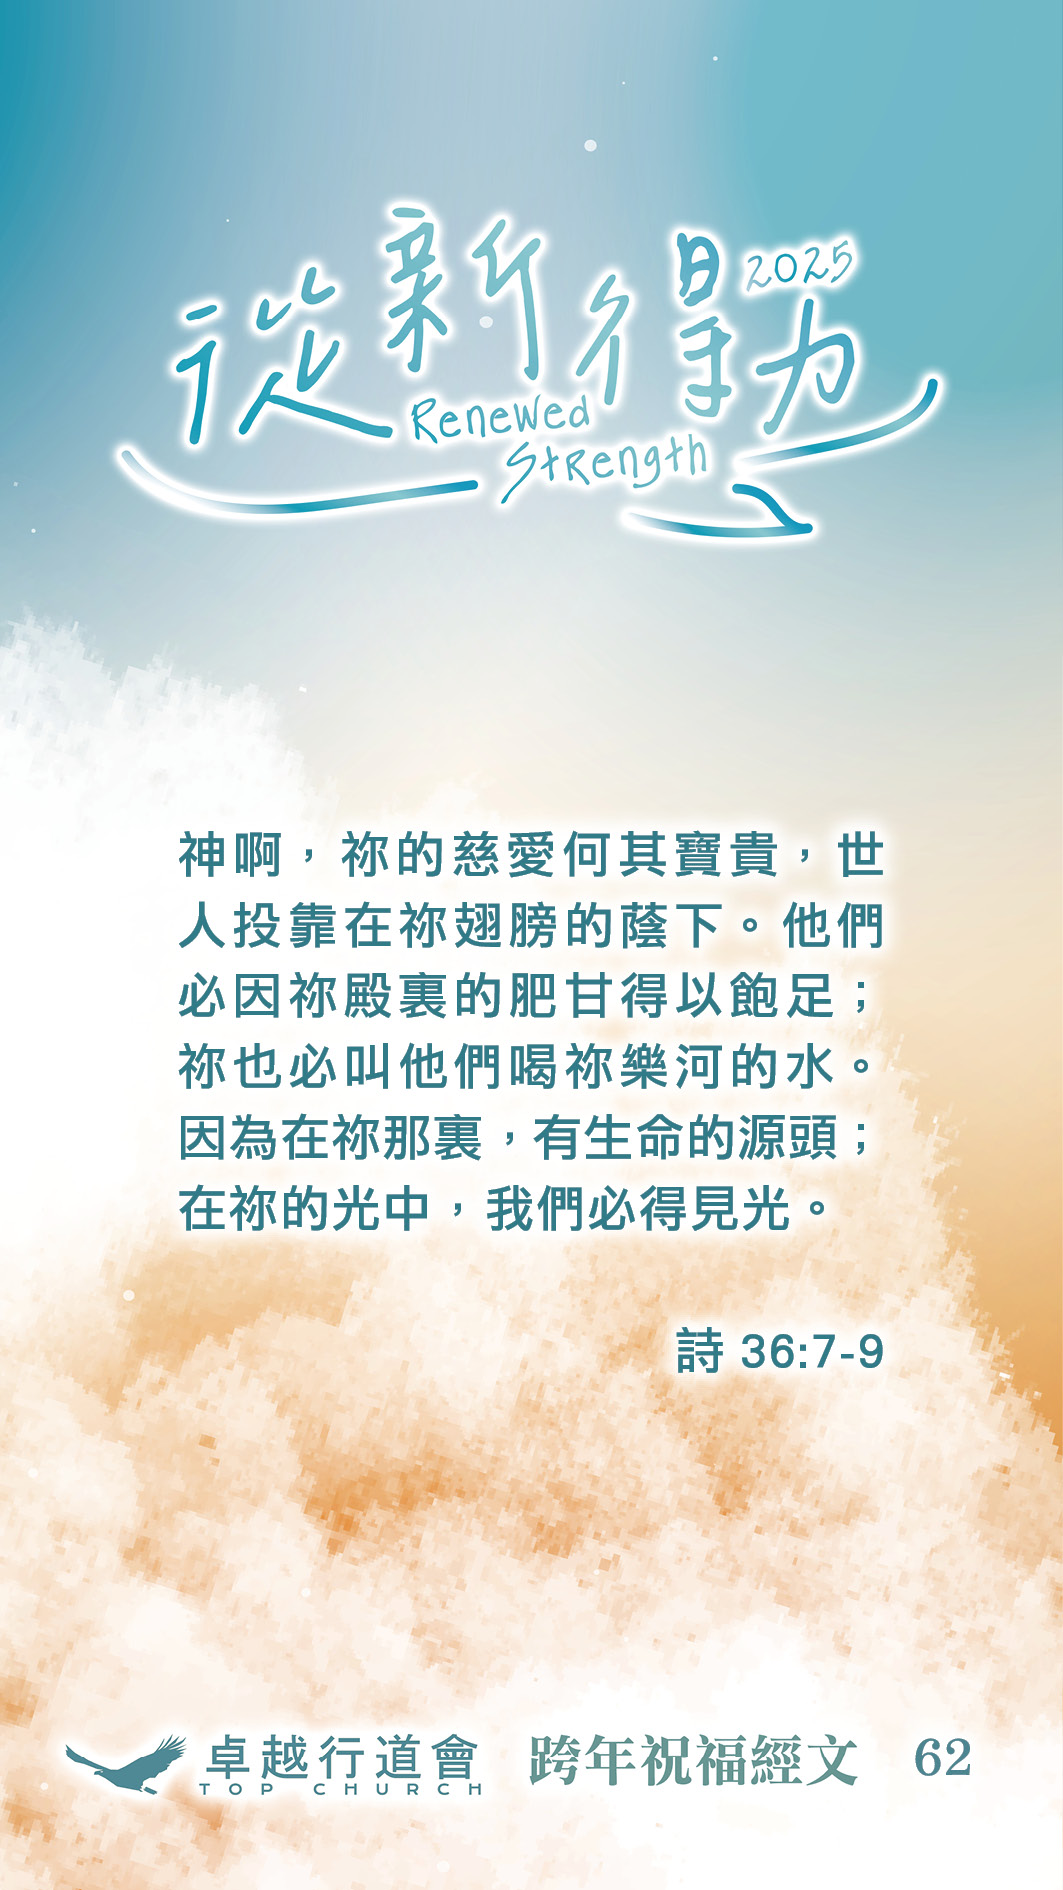 從新得力 2025
Renewed
Strength
神啊，祢的慈愛何其寶貴，世
人投靠在祢翅膀的蔭下。他們
必因祢殿裏的肥甘得以飽足；
祢也必叫他們喝祢樂河的水。
因為在祢那裏，有生命的源頭；
在祢的光中，我們必得見光。
詩 36:7-9
卓越行道會 跨年祝福經文 62
TOP CHURCH